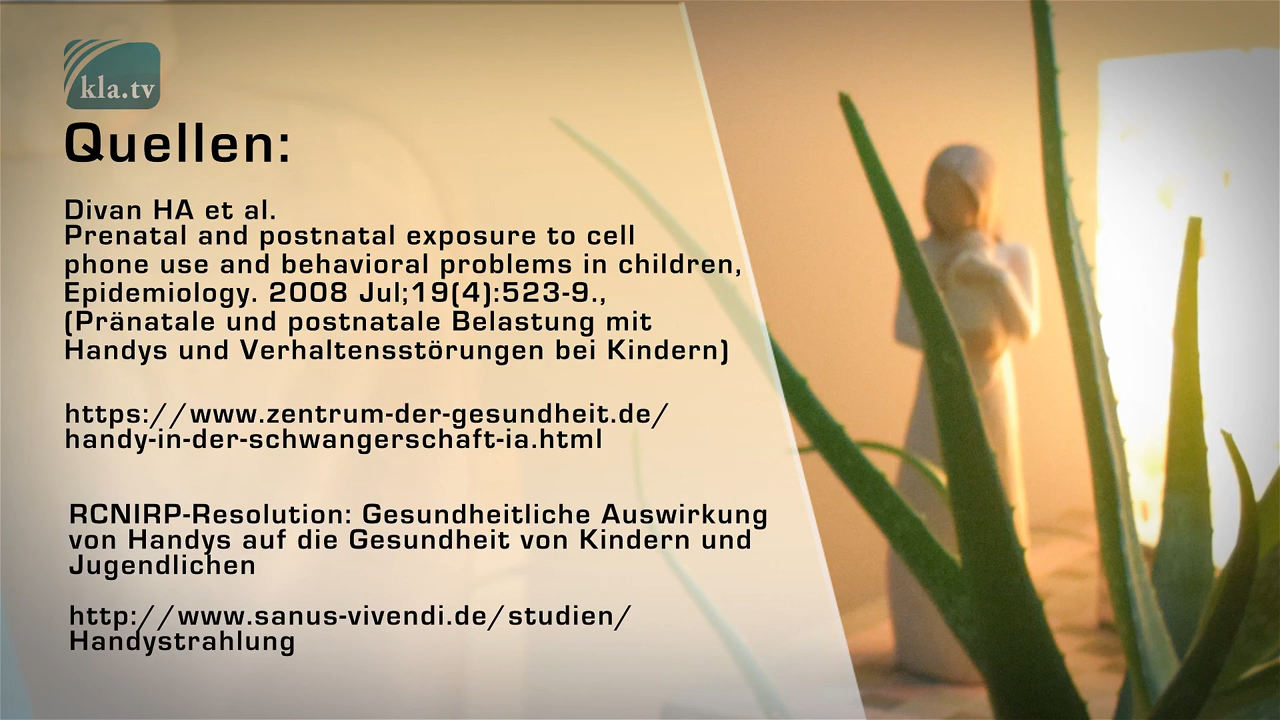 kla.tv
Quellen:
Divan HA et al.
Prenatal and postnatal exposure to cell
phone use and behavioral problems in children,
Epidemiology. 2008 Jul;19(4):523-9.,
(Pränatale und postnatale Belastung mit
Handys und Verhaltensstörungen bei Kindern)
https://www.zentrum-der-gesundheit.de/
handy-in-der-schwangerschaft-ia.html
RCNIRP-Resolution: Gesundheitliche Auswirkung
von Handys auf die Gesundheit von Kindern und
Jugendlichen
http://www.sanus-vivendi.de/studien/
Handystrahlung